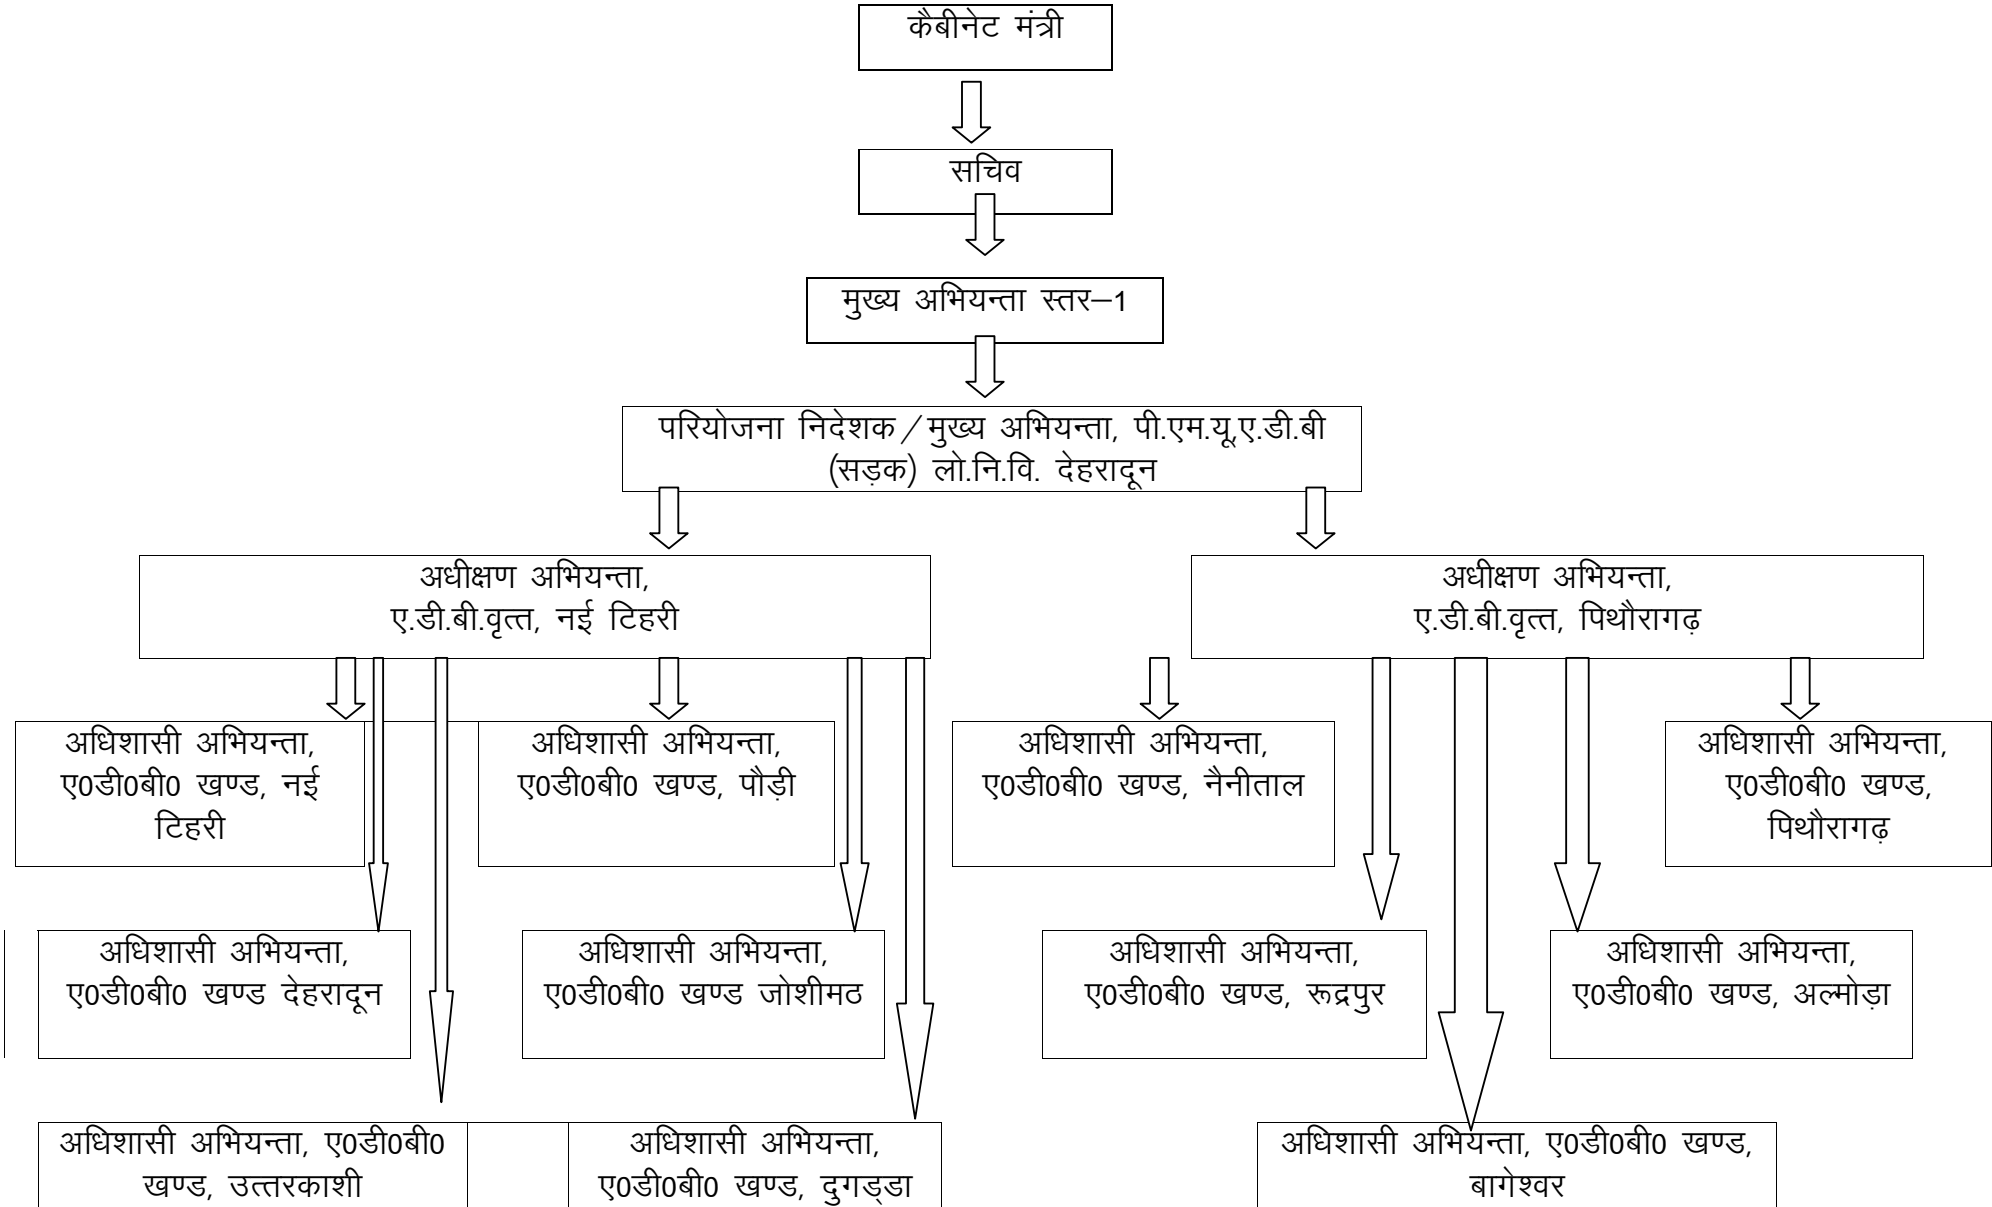 कैबीनेट मंत्री
सचिव
मुख्य अभियन्ता स्तर–1
परियोजना निदेशक / मुख्य अभियन्ता, पी.एम.यू,ए.डी.बी
(सड़क) लो.नि.वि. देहरादून
अधीक्षण अभियन्ता,
ए.डी.बी.वृत्त, नई टिहरी
अधीक्षण अभियन्ता,
ए.डी.बी.वृत्त, पिथौरागढ़
अधिशासी अभियन्ता,
ए0डी0बी0 खण्ड, नई
टिहरी
अधिशासी अभियन्ता,
ए0डी0बी0 खण्ड, पौड़ी
अधिशासी अभियन्ता,
ए0डी0बी0 खण्ड, नैनीताल
अधिशासी अभियन्ता,
ए0डी0बी0 खण्ड,
पिथौरागढ़
अधिशासी अभियन्ता,
ए0डी0बी0 खण्ड देहरादून
अधिशासी अभियन्ता,
ए0डी0बी0 खण्ड जोशीमठ
अधिशासी अभियन्ता,
ए0डी0बी0 खण्ड, रूद्रपुर
अधिशासी अभियन्ता,
ए0डी0बी0 खण्ड, अल्मोड़ा
अधिशासी अभियन्ता, ए0डी0बी0
खण्ड, उत्तरकाशी
अधिशासी अभियन्ता,
ए0डी0बी0 खण्ड, दुगड्डा
अधिशासी अभियन्ता, ए0डी0बी0 खण्ड,
बागेश्वर